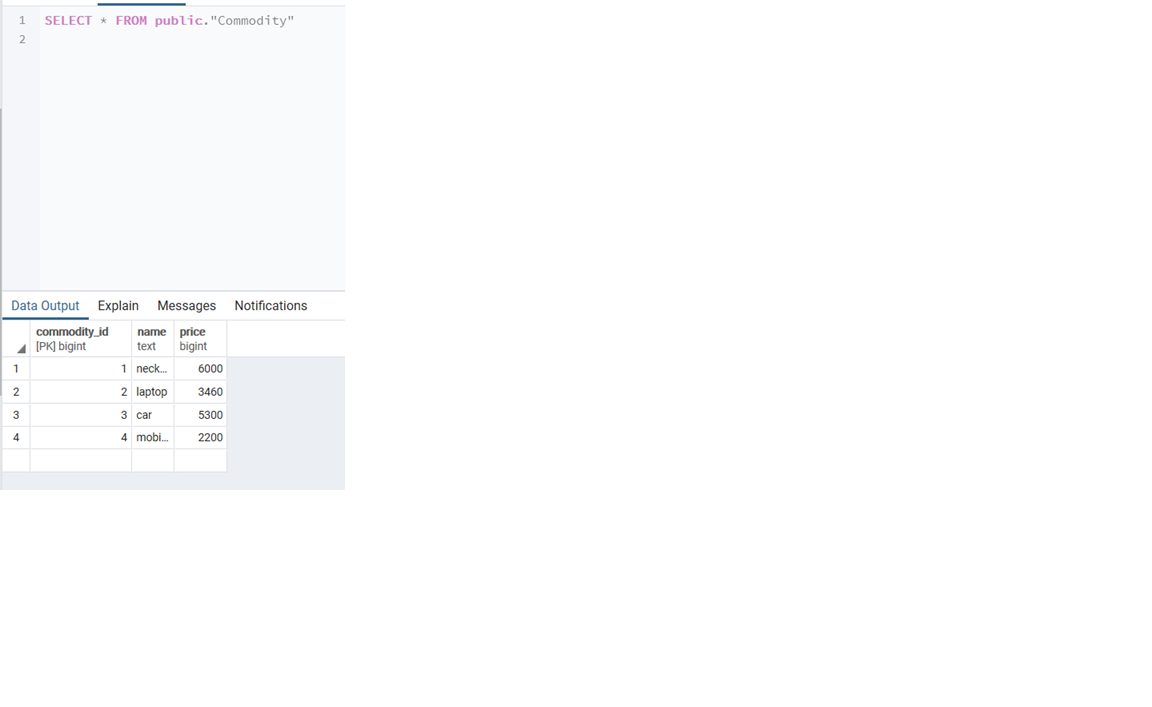 1 SELECT * FROM public."Commodity"
2
Data Output Explain Messages Notifications
commodity_id name price
[PK] bigint text bigint
1 1 neck... 6000
2 2 laptop 3460
3 3 car 5300
4 4 mobi... 2200